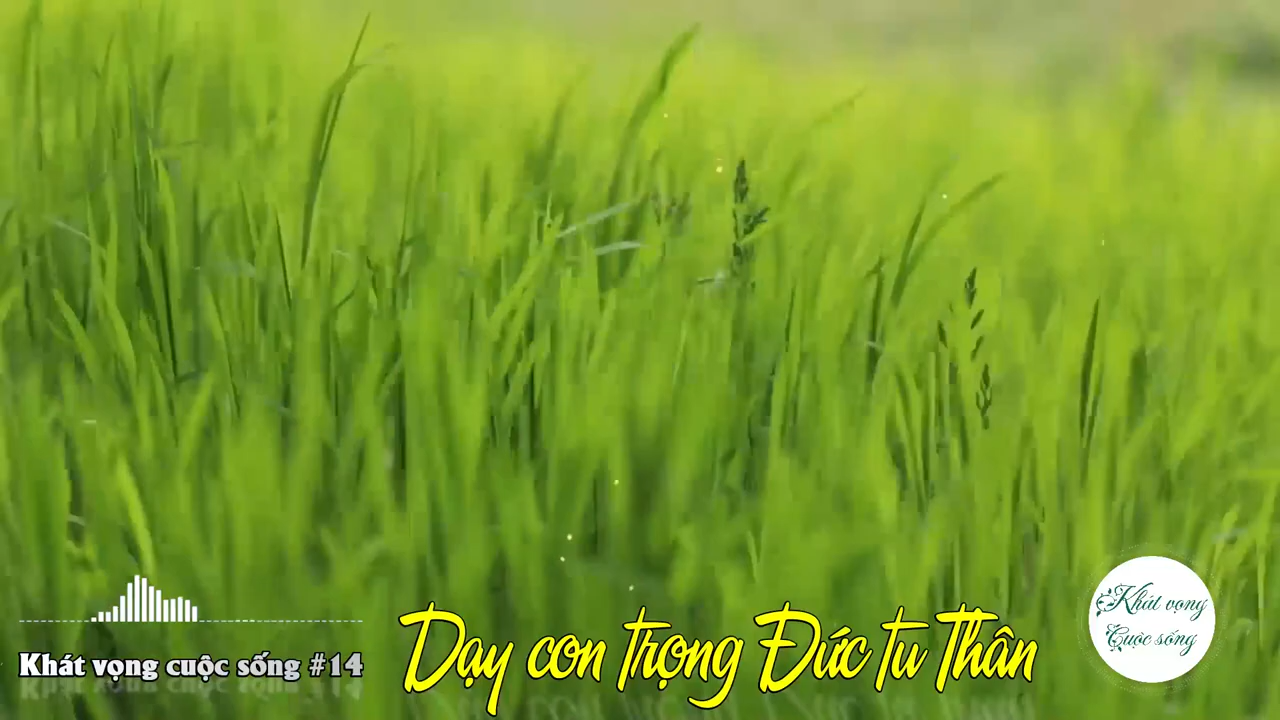 Khát vọng cuộc sống #14
Dạy con trọng Đức tu Thân
Khát vọng
Cuộc sống